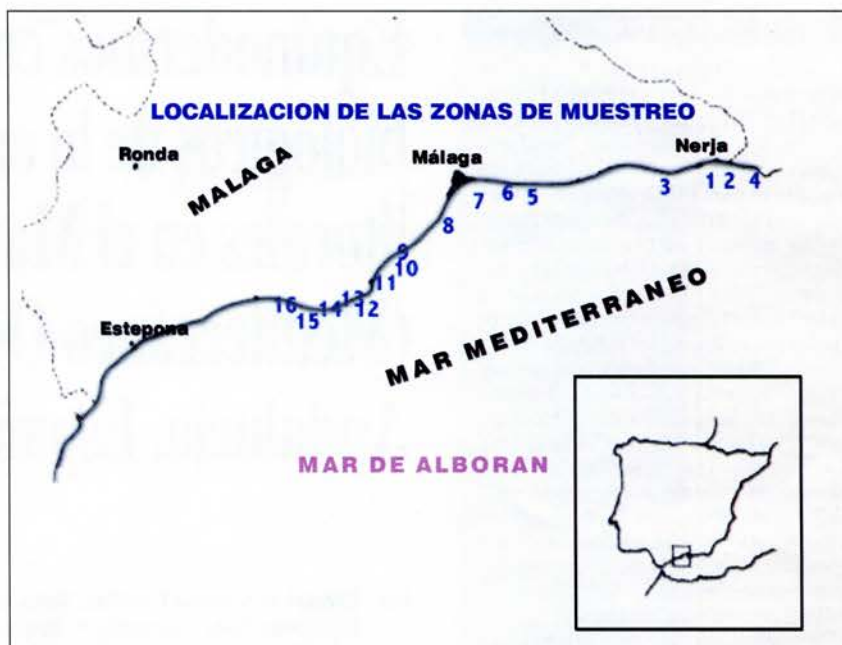 LOCALIZACION DE LAS ZONAS DE MUESTREO
Ronda
MALAGA
Málaga
Nerja
7 6 5 3 1 2 4
8
9
10
11
16 15 14 13 12
Estepona
MAR MEDITERRANEO
MAR DE ALBORAN